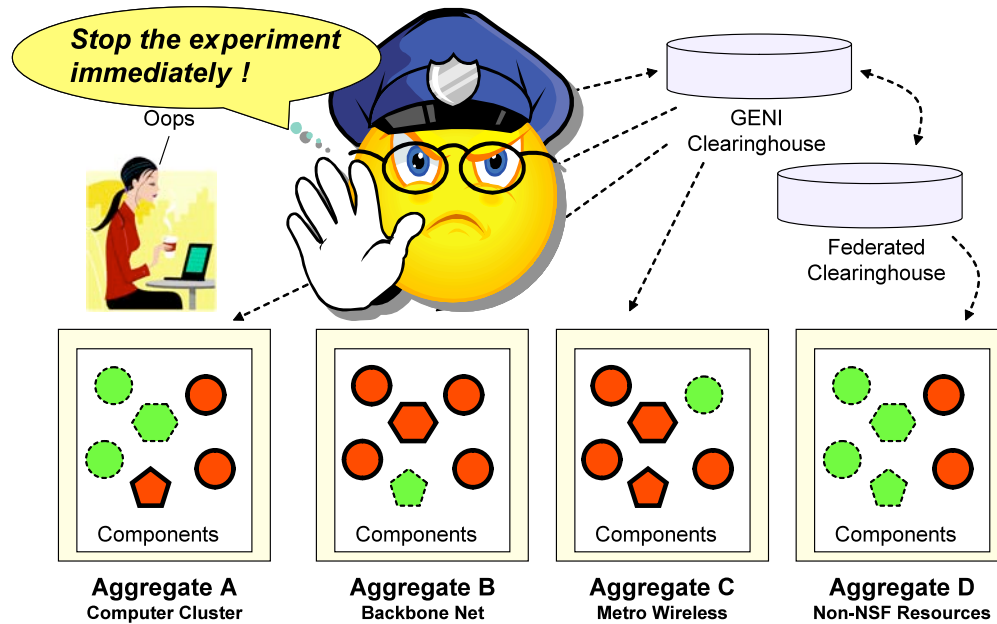 Stop the experiment
immediately !
Oops
GENI
Clearinghouse
Federated
Clearinghouse
Components
Components
Components
Components
Aggregate A
Computer Cluster
Aggregate B
Backbone Net
Aggregate C
Metro Wireless
Aggregate D
Non-NSF Resources